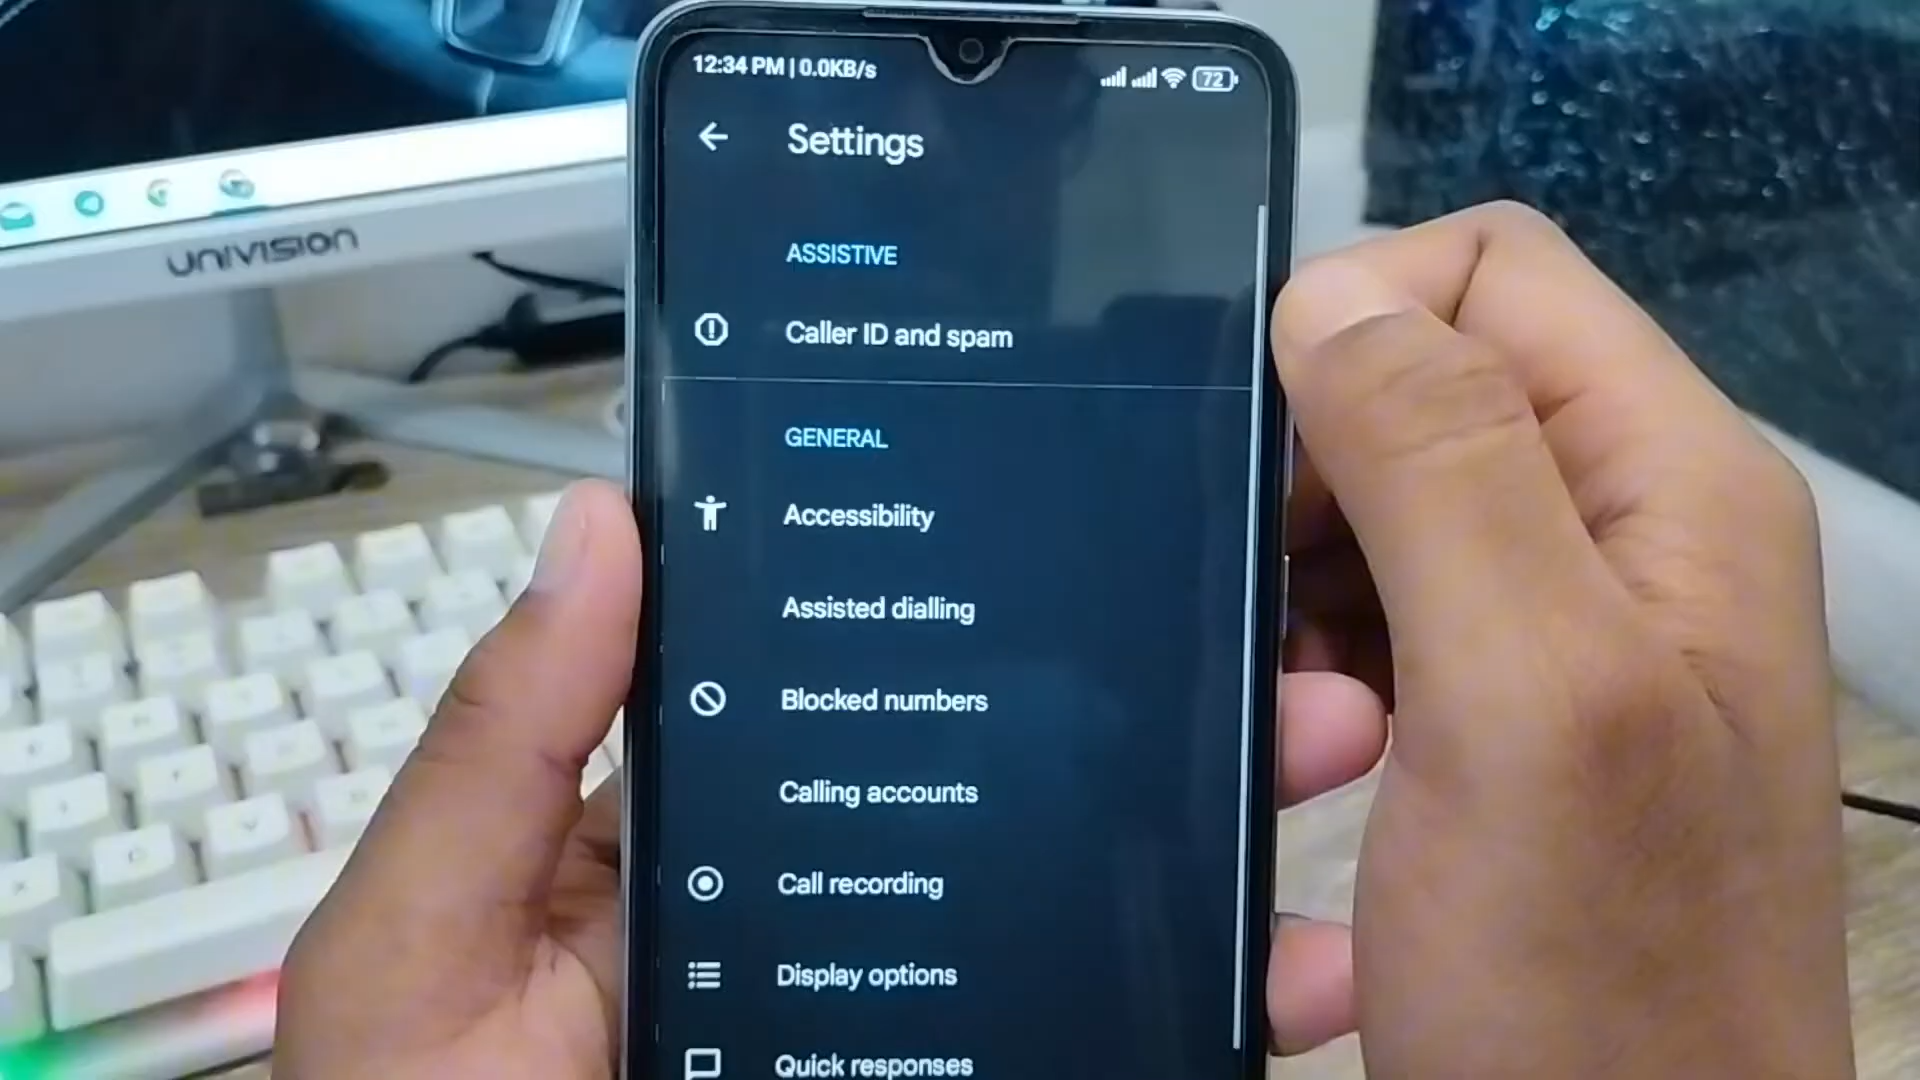 12:34 PM | 0.0KB/s
72
Settings
UNIVISION
ASSISTIVE
Caller ID and spam
GENERAL
Accessibility
Assisted dialling
Blocked numbers
Calling accounts
Call recording
Display options
Quick responses